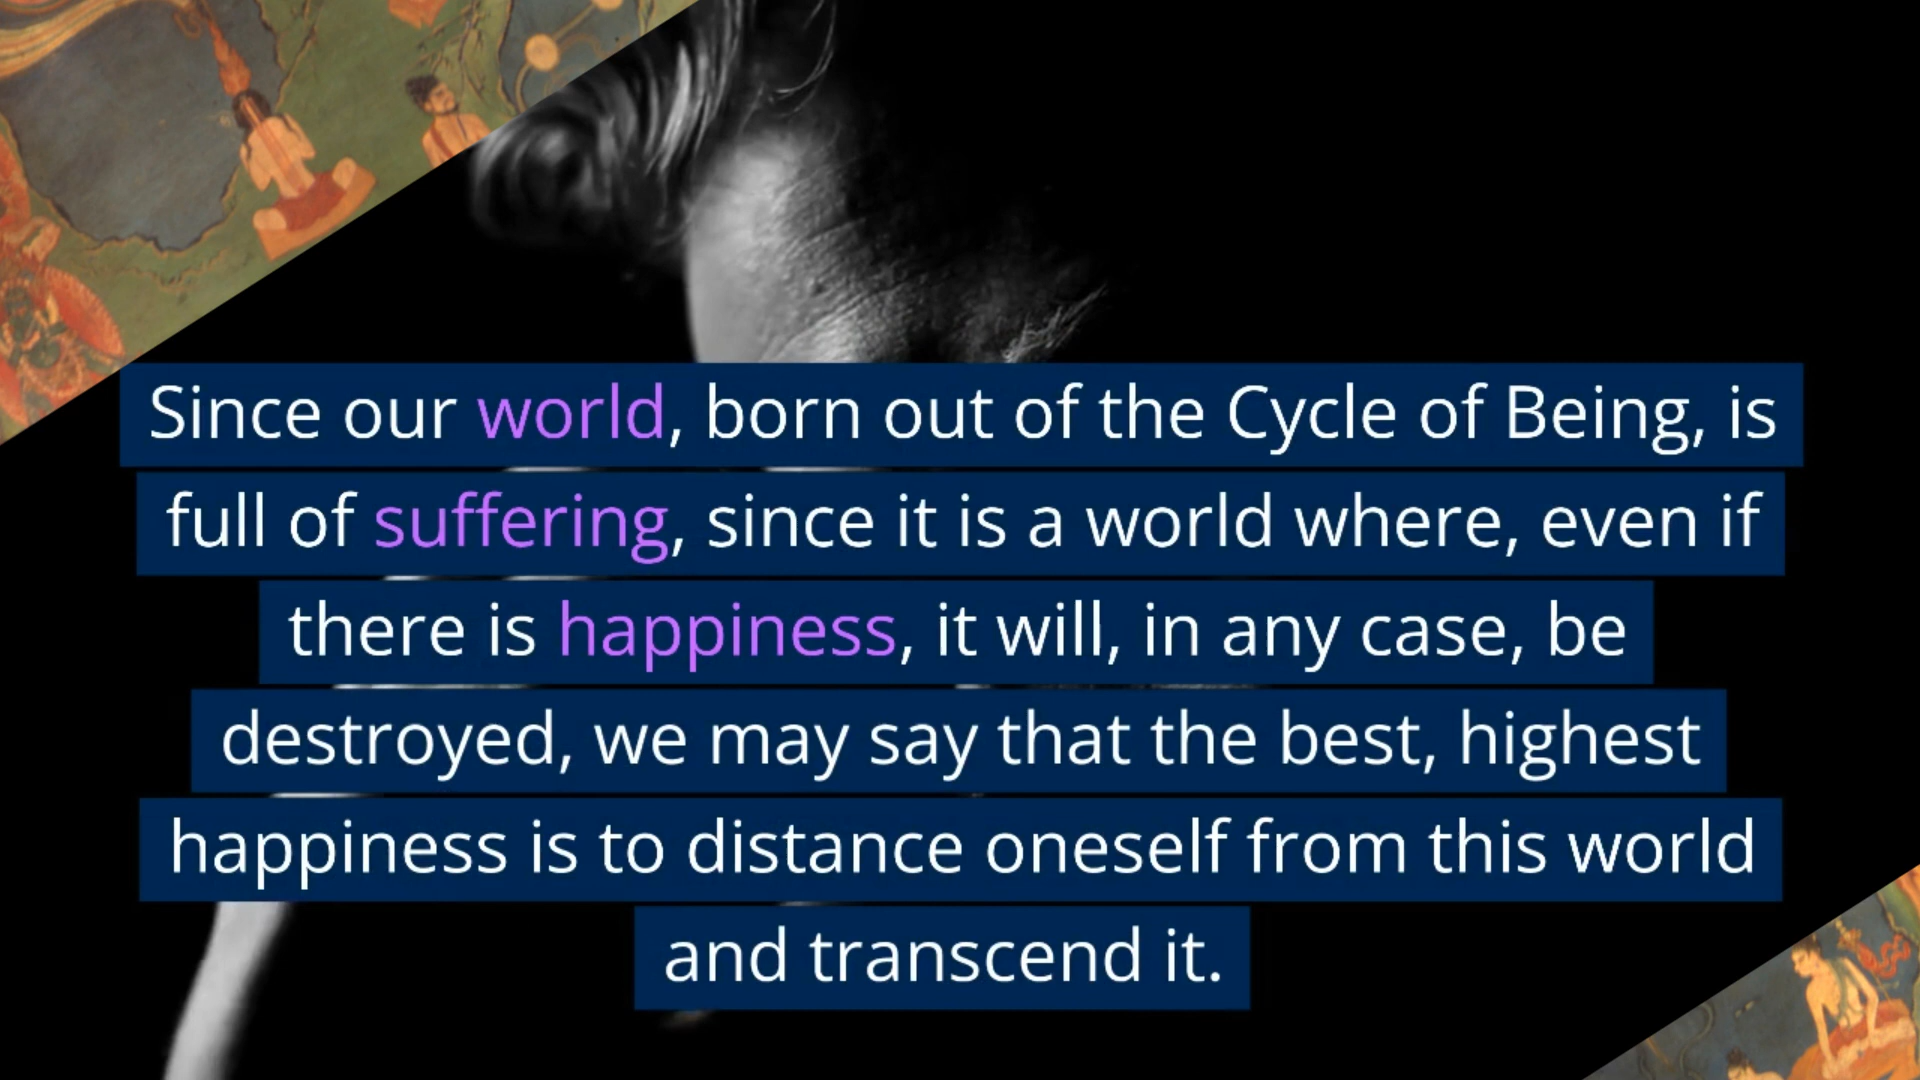 Since our world, born out of the Cycle of Being, is
full of suffering, since it is a world where, even if
there is happiness, it will, in any case, be
destroyed, we may say that the best, highest
happiness is to distance oneself from this world
and transcend it.